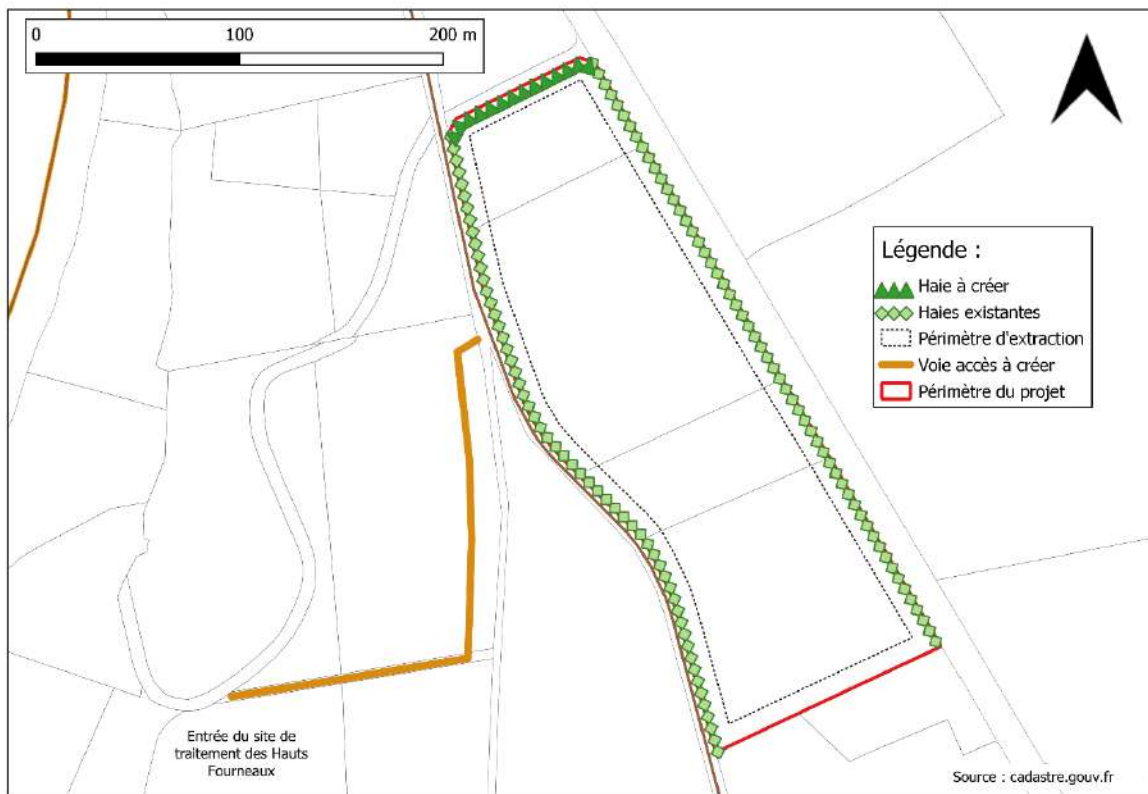 0 100 200 m
Légende :
Haie à créer
Haies existantes
Périmètre d'extraction
Voie accès à créer
Périmètre du projet
Entrée du site de
traitement des Hauts
Fourneaux
Source : cadastre.gouv.fr